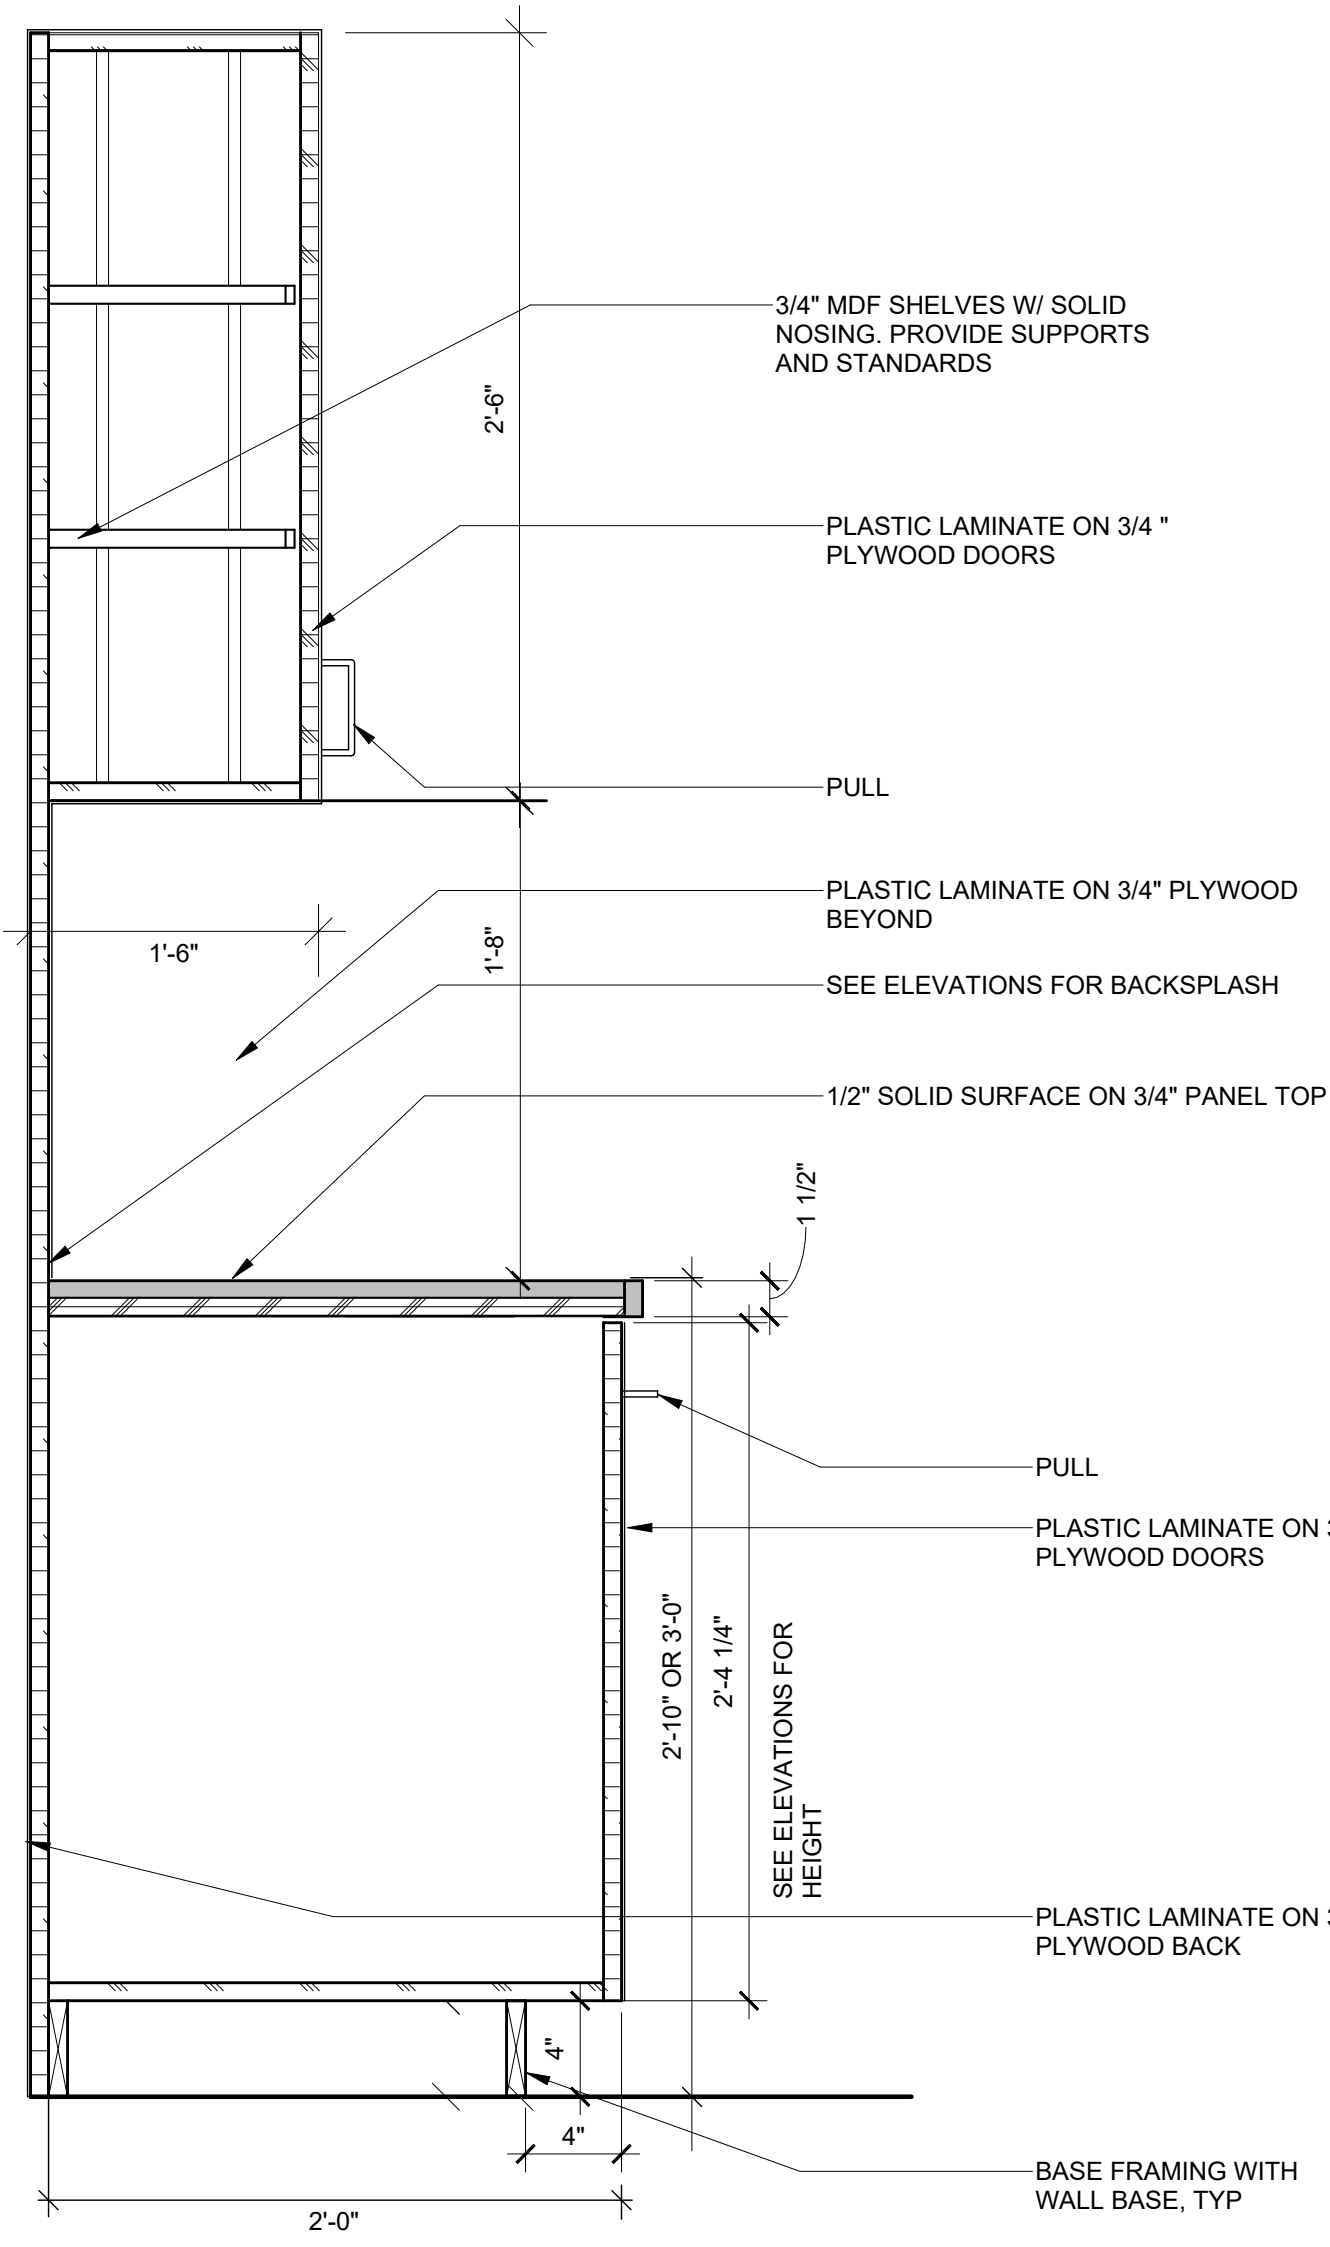 3/4" MDF SHELVES W/ SOLID
NOSING. PROVIDE SUPPORTS
AND STANDARDS
2'-6"
PLASTIC LAMINATE ON 3/4 "
PLYWOOD DOORS
PULL
PLASTIC LAMINATE ON 3/4" PLYWOOD
BEYOND
1'-6"
1'-8"
SEE ELEVATIONS FOR BACKSPLASH
1/2" SOLID SURFACE ON 3/4" PANEL TOP
1 1/2"
PULL
PLASTIC LAMINATE ON
PLYWOOD DOORS
2'-10" OR 3'-0"
2'-4 1/4"
SEE ELEVATIONS FOR
HEIGHT
PLASTIC LAMINATE ON
PLYWOOD BACK
4"
4"
BASE FRAMING WITH
WALL BASE, TYP
2'-0"